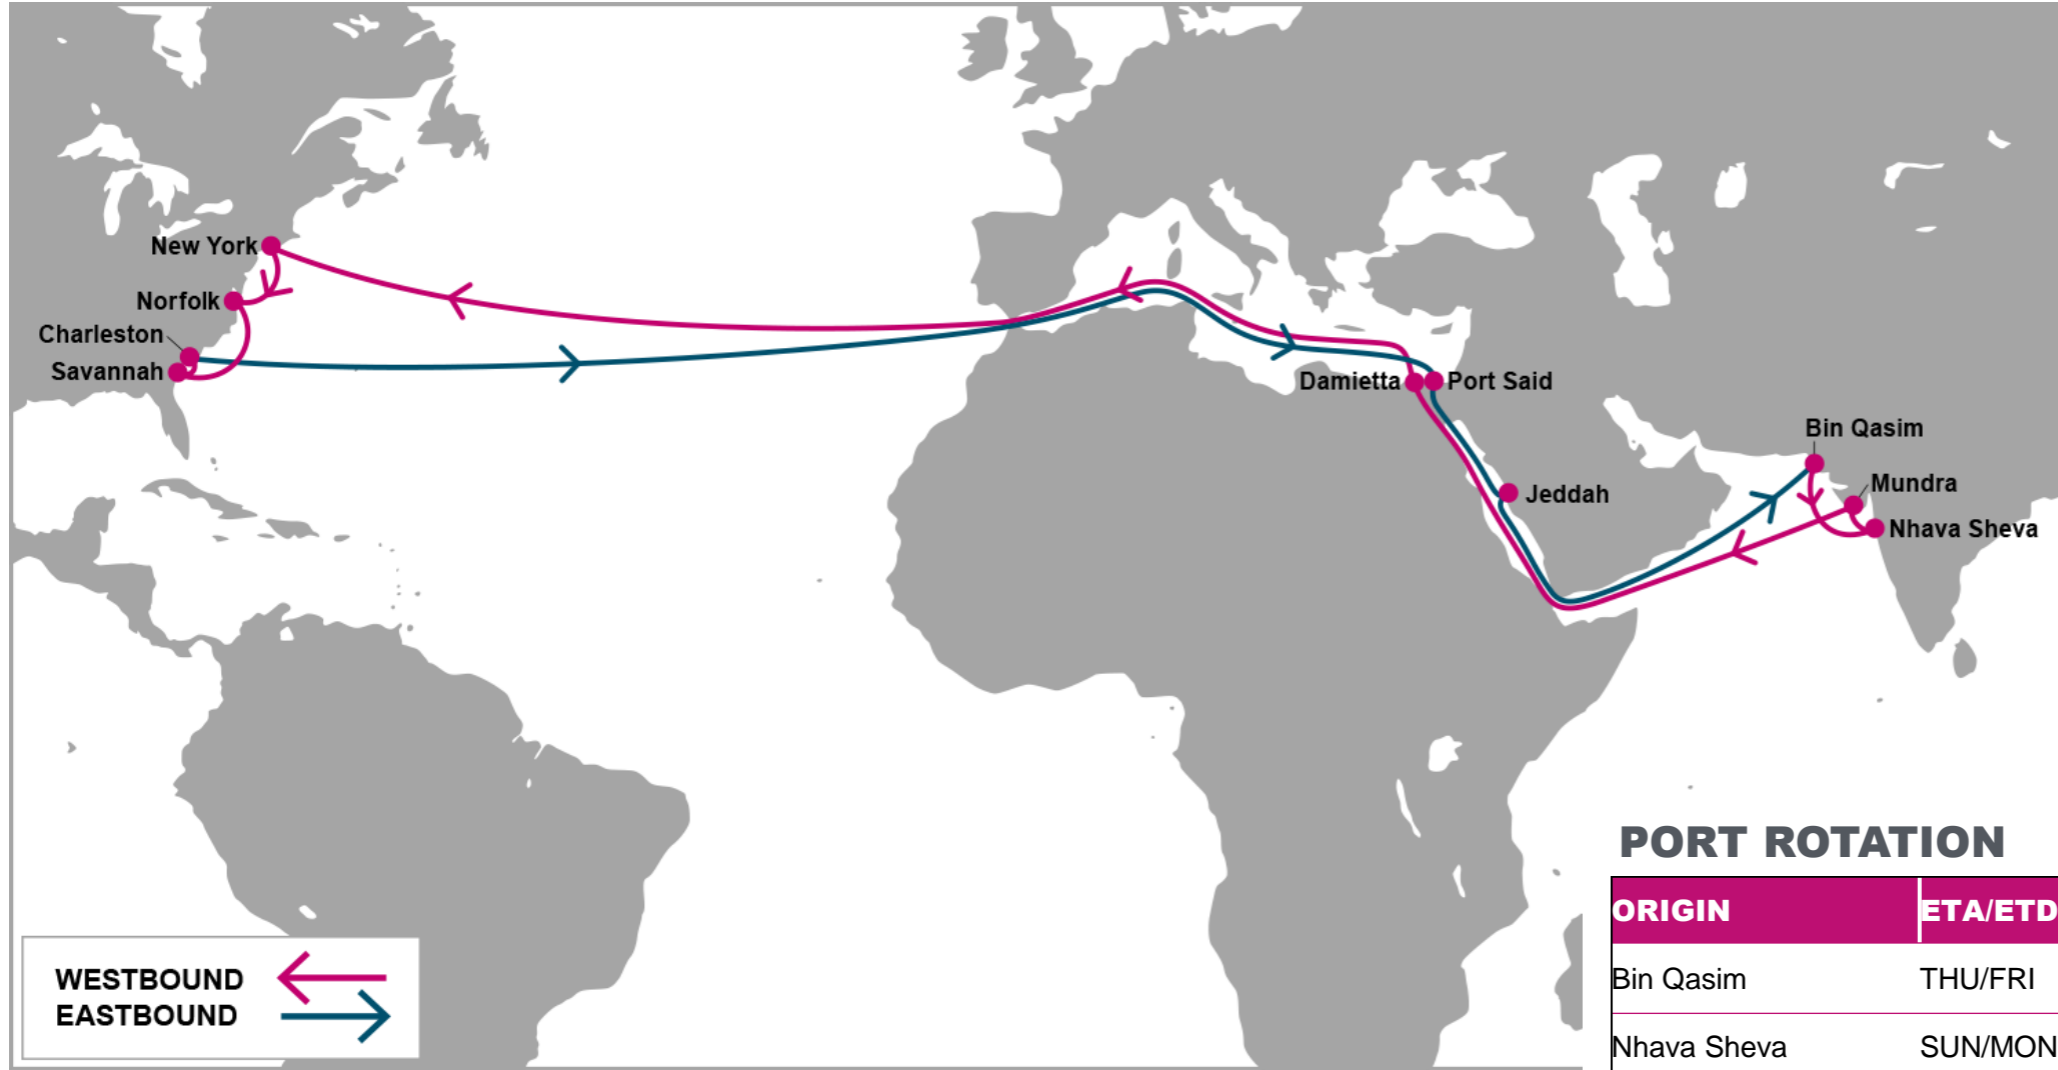 New York
Norfolk
Charleston
Savannah
Damietta
Port Said
Jeddah
Bin Qasim
Mundra
Nhava Sheva
WESTBOUND
EASTBOUND
PORT ROTATION
ORIGIN ETA/ETD
Bin Qasim THU/FRI
Nhava Sheva SUN/MON